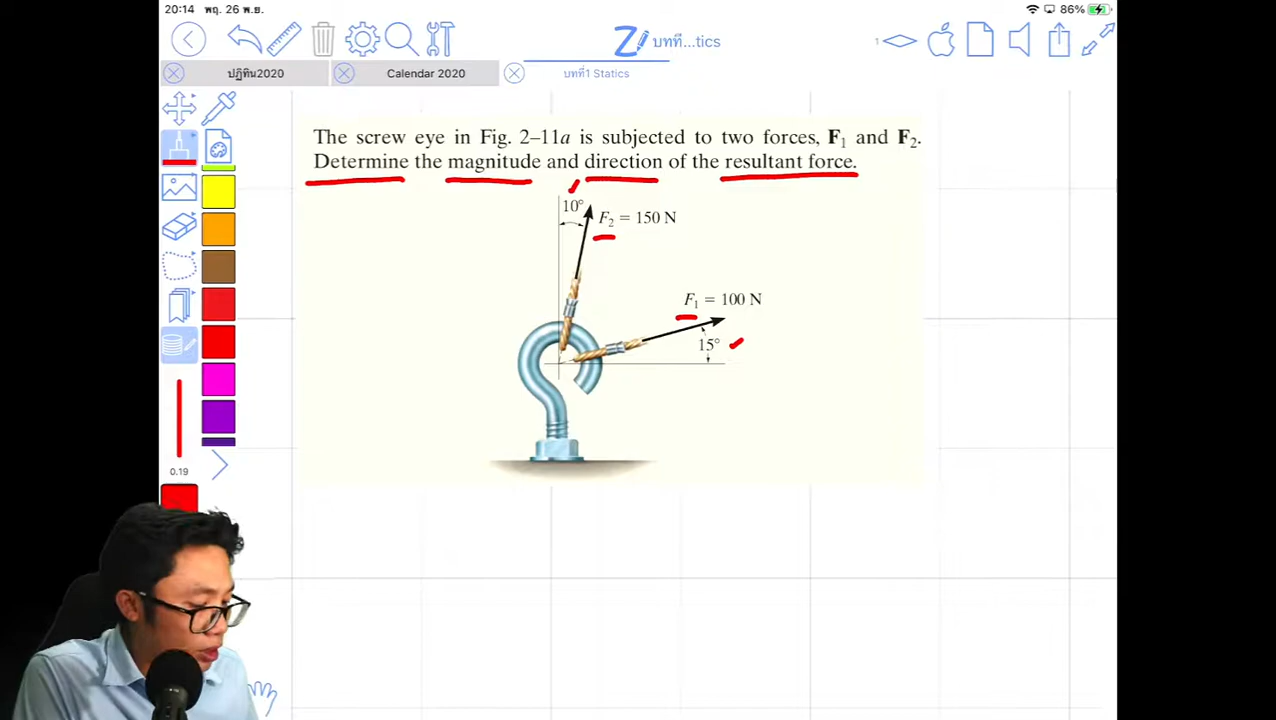 20:14 พฤ. 26 พ.ย.
86%
บทที...tics
1
ปฏิทิน2020
Calendar 2020
บทที่1 Statics
The screw eye in Fig. 2–11a is subjected to two forces, F1 and F2.
Determine the magnitude and direction of the resultant force.
10°
F2 = 150 N
F1 = 100 N
15°
0.19